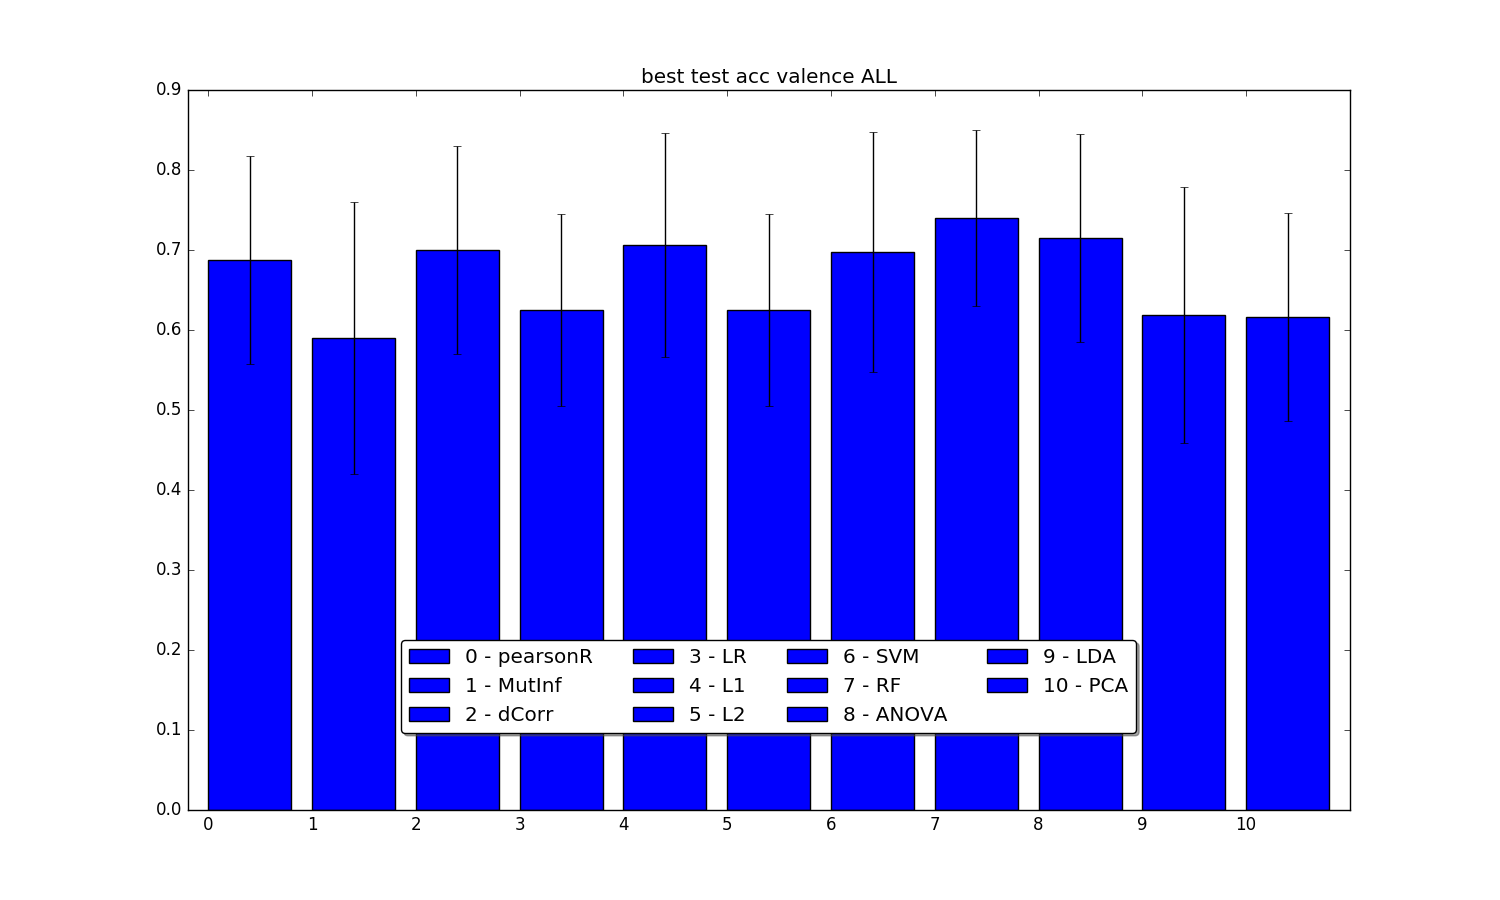 best test acc valence ALL
0.9
0.8
0.7
0.6
0.5
0.4
0.3
0.2
0.1
0.0
0 - pearsonR 3 - LR 6 - SVM 9 - LDA
1 - MutInf 4 - L1 7 - RF 10 - PCA
2 - dCorr 5 - L2 8 - ANOVA
0 1 2 3 4 5 6 7 8 9 10